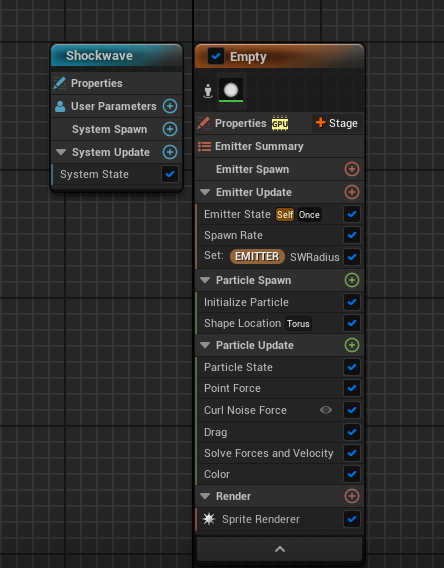 Shockwave
Properties
User Parameters
System Spawn
System Update
System State
Empty
Properties GPU + Stage
Emitter Summary
Emitter Spawn
Emitter Update
Emitter State Self Once
Spawn Rate
Set: EMITTER SWRadius
Particle Spawn
Initialize Particle
Shape Location Torus
Particle Update
Particle State
Point Force
Curl Noise Force
Drag
Solve Forces and Velocity
Color
Render
Sprite Renderer